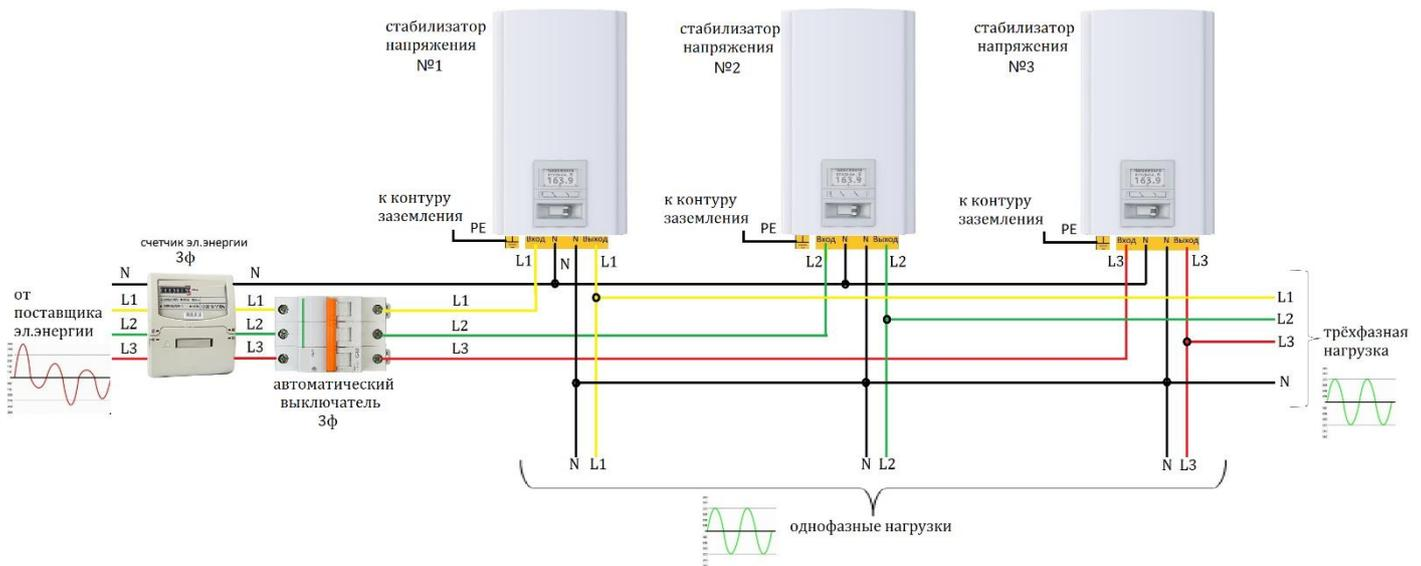 стабилизатор
напряжения
№1
стабилизатор
напряжения
№2
стабилизатор
напряжения
№3
163.9
163.9
163.9
к контуру
заземления
PE
к контуру
заземления
PE
к контуру
заземления
PE
Вход N N Выход
Вход N N Выход
Вход N N Выход
L1 N L1
L2 L2
L3 L3
счетчик эл.энергии
3ф
от
поставщика
эл.энергии
N N
L1 L1 L1
L2 L2 L2
L3 L3 L3
автоматический
выключатель
3ф
L1
L2
L3
N
трёхфазная
нагрузка
N L1
N L2
N L3
однофазные нагрузки